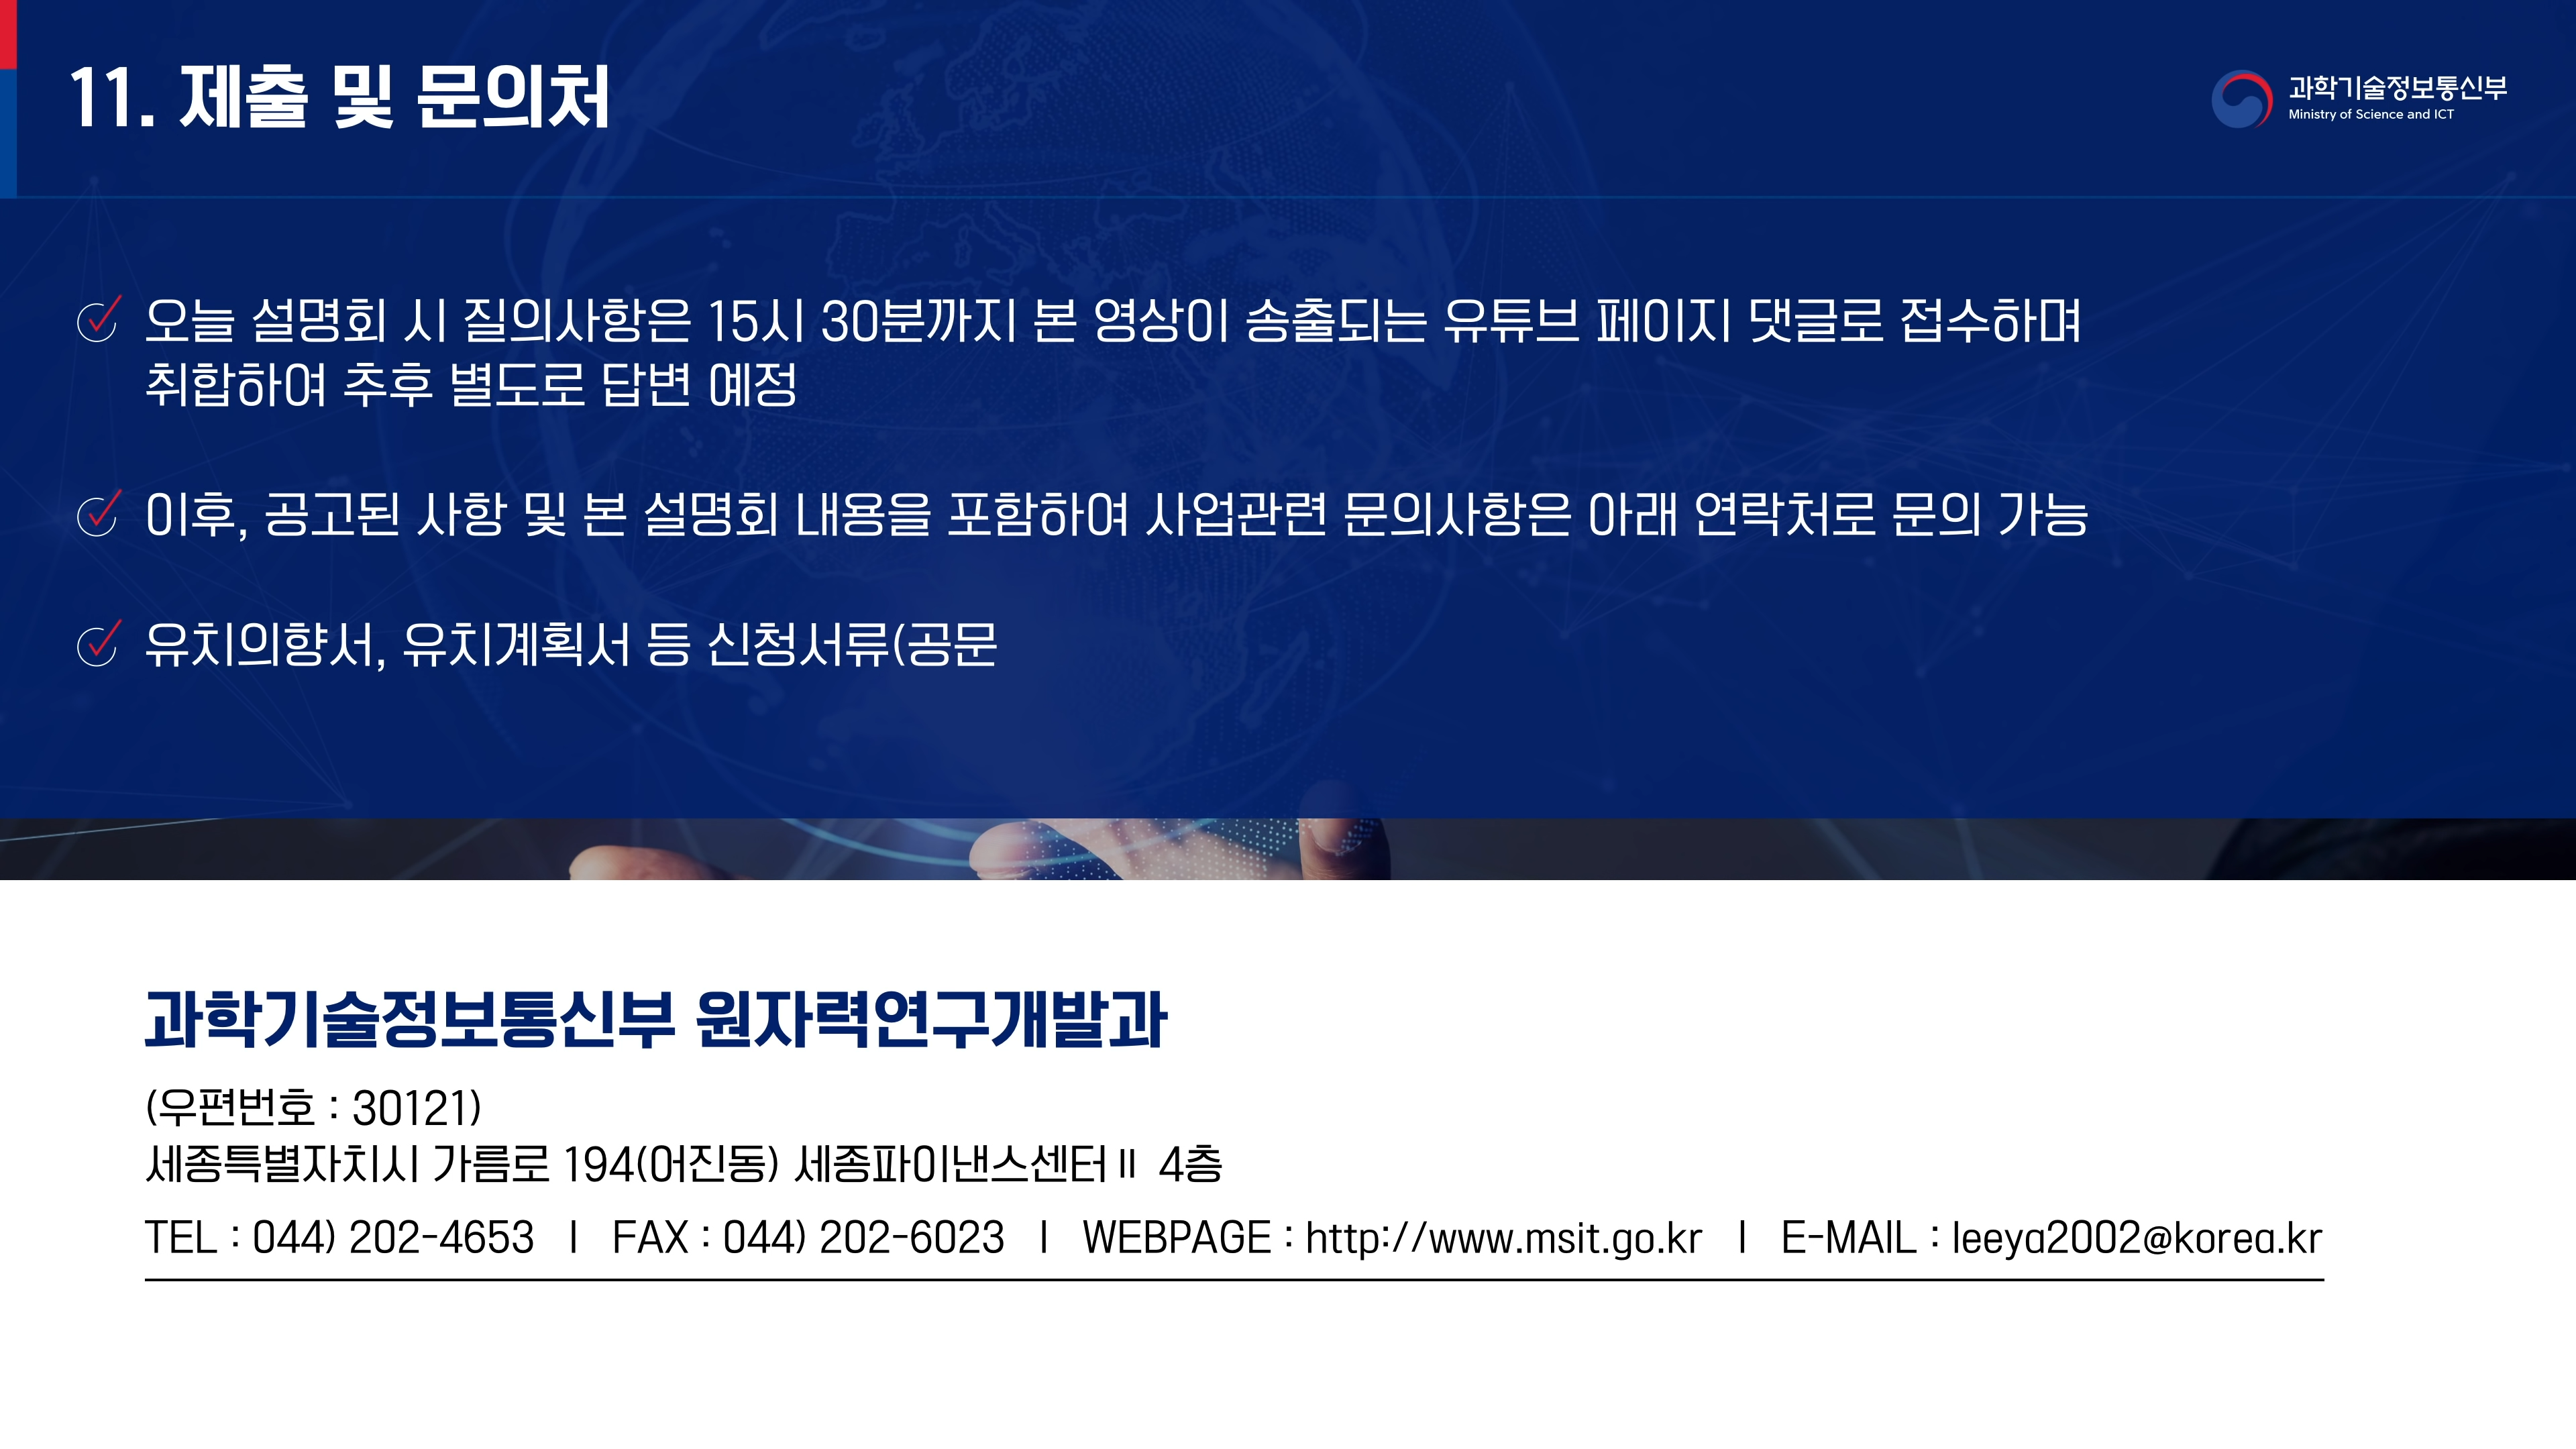 11. 제출 및 문의처
과학기술정보통신부
Ministry of Science and ICT
오늘 설명회 시 질의사항은 15시 30분까지 본 영상이 송출되는 유튜브 페이지 댓글로 접수하며
취합하여 추후 별도로 답변 예정
이후, 공고된 사항 및 본 설명회 내용을 포함하여 사업관련 문의사항은 아래 연락처로 문의 가능
유치의향서, 유치계획서 등 신청서류(공문
과학기술정보통신부 원자력연구개발과
(우편번호 : 30121)
세종특별자치시 가름로 194(어진동) 세종파이낸스센터Ⅱ 4층
TEL : 044) 202-4653 | FAX : 044) 202-6023 | WEBPAGE : http://www.msit.go.kr | E-MAIL : leeya2002@korea.kr